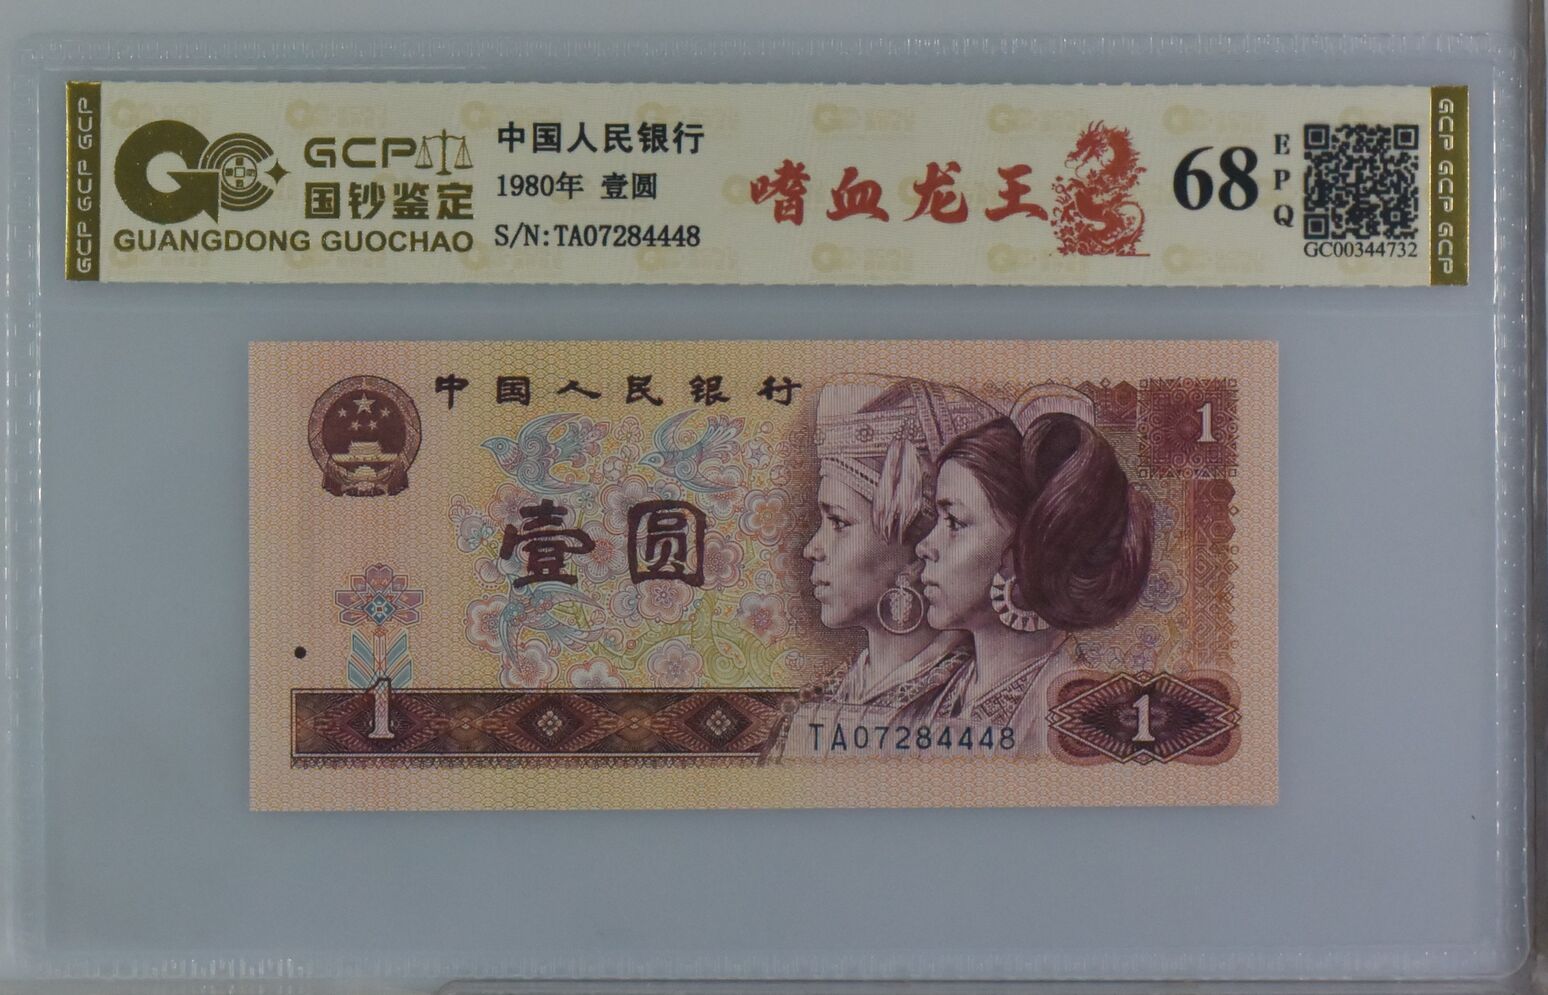 GCP GCP GCP
GCP
国钞鉴定
GUANGDONG GUOCHAO
中国人民银行
1980年 壹圆
S/N:TA07284448
嗜血龙王
68
EPQ
GC00344732
GCP GCP GCP
中国人民银行
1
壹圆
1
TA07284448
1